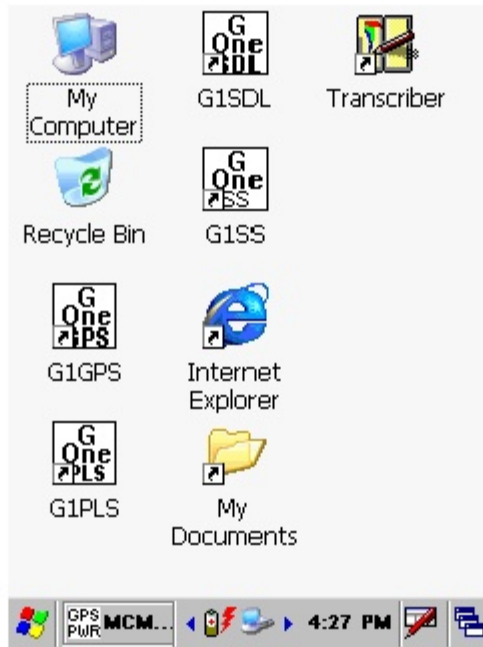 G
One
SDL
My
Computer
G1SDL
Transcriber
G
One
SS
Recycle Bin
G1SS
G
One
GPS
G1GPS
Internet
Explorer
G
One
PLS
G1PLS
My
Documents
GPS
PWR
MCM...
4:27 PM